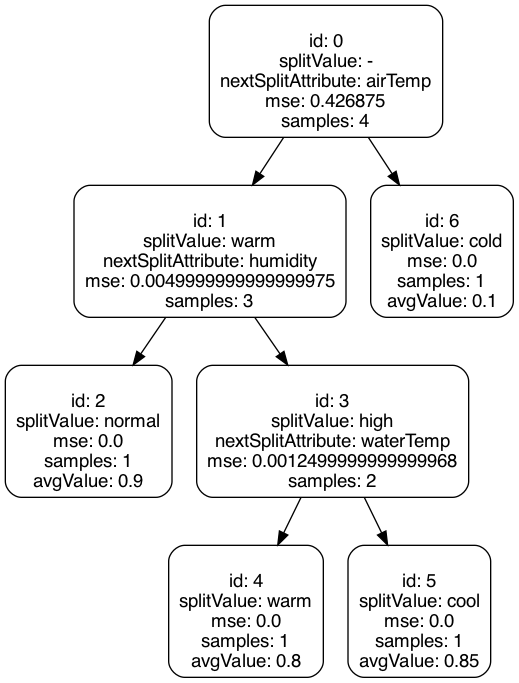 id: 0
splitValue: -
nextSplitAttribute: airTemp
mse: 0.426875
samples: 4
id: 1
splitValue: warm
nextSplitAttribute: humidity
mse: 0.00499999999999999975
samples: 3
id: 6
splitValue: cold
mse: 0.0
samples: 1
avgValue: 0.1
id: 2
splitValue: normal
mse: 0.0
samples: 1
avgValue: 0.9
id: 3
splitValue: high
nextSplitAttribute: waterTemp
mse: 0.0012499999999999968
samples: 2
id: 4
splitValue: warm
mse: 0.0
samples: 1
avgValue: 0.8
id: 5
splitValue: cool
mse: 0.0
samples: 1
avgValue: 0.85